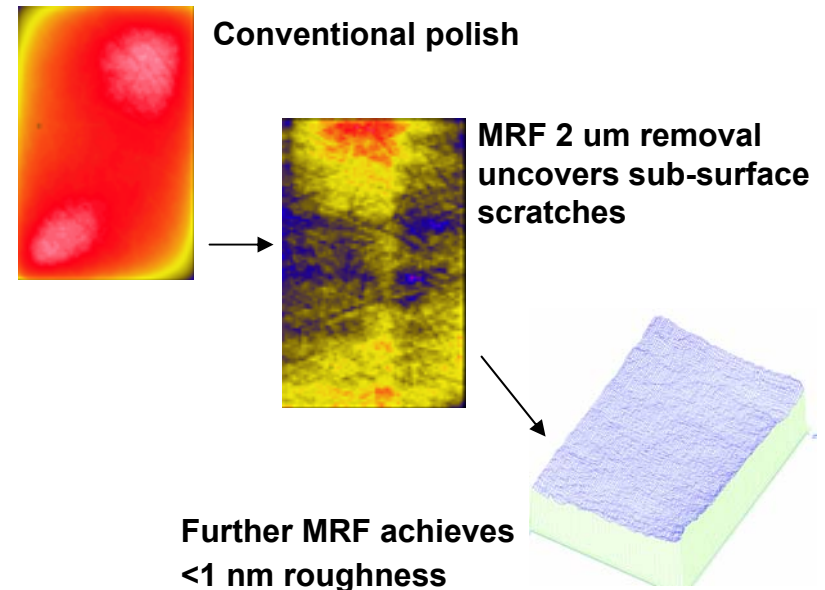 Conventional polish
MRF 2 um removal
uncovers sub-surface
scratches
Further MRF achieves
<1 nm roughness